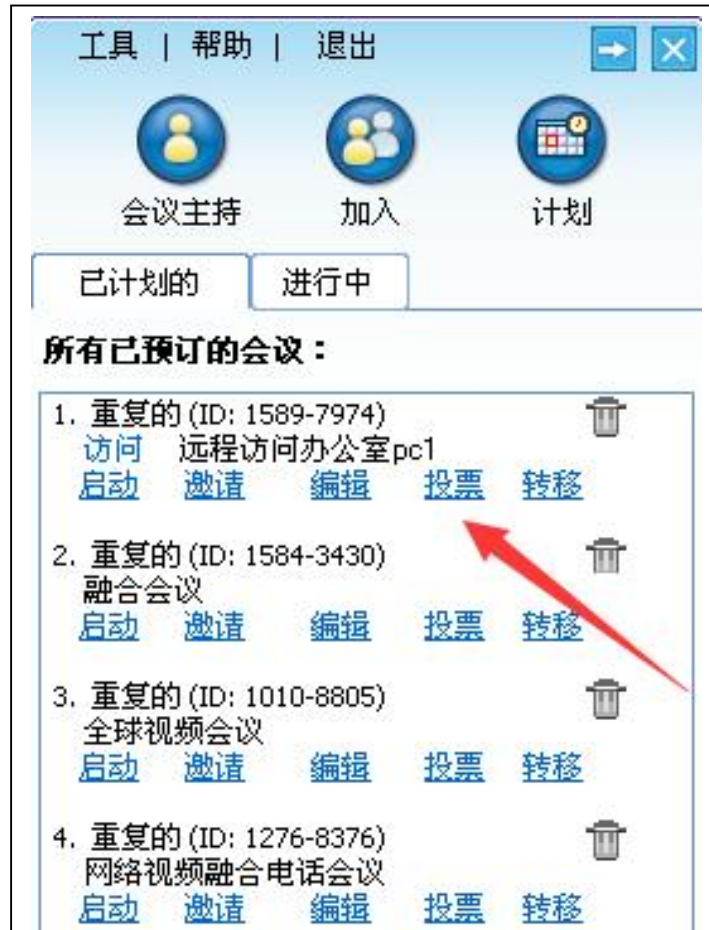 工具 | 帮助 | 退出
会议主持 加入 计划
已计划的 进行中
所有已预订的会议：
1. 重复的 (ID: 1589-7974)
访问 远程访问办公室pc1
启动 邀请 编辑 投票 转移
2. 重复的 (ID: 1584-3430)
融合会议
启动 邀请 编辑 投票 转移
3. 重复的 (ID: 1010-8805)
全球视频会议
启动 邀请 编辑 投票 转移
4. 重复的 (ID: 1276-8376)
网络视频融合电话会议
启动 邀请 编辑 投票 转移